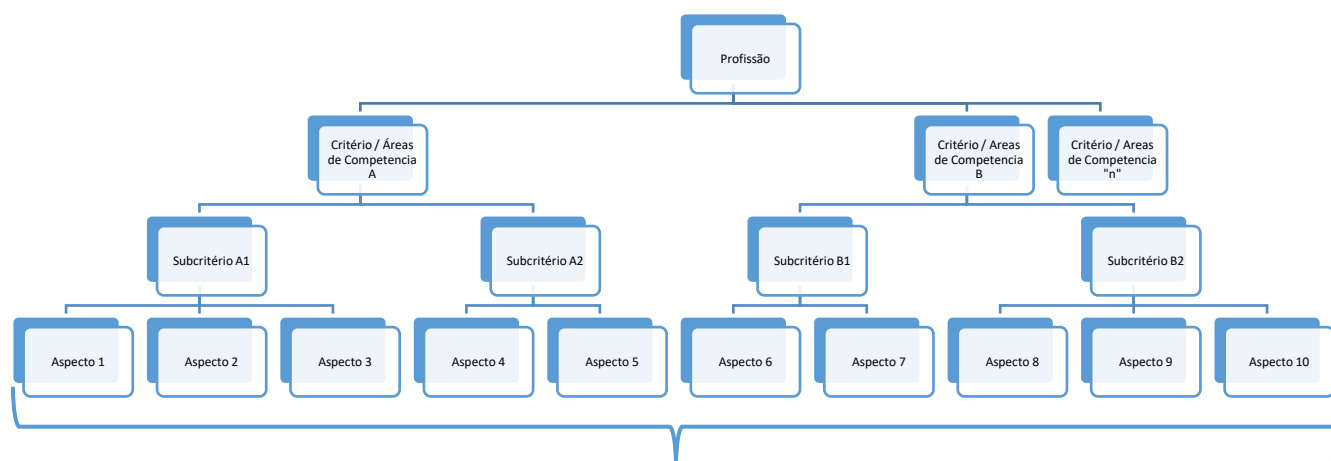 Profissão
Critério / Áreas
de Competencia
A
Critério / Areas
de Competencia
B
Critério / Areas
de Competencia
"n"
Subcritério A1
Subcritério A2
Subcritério B1
Subcritério B2
Aspecto 1
Aspecto 2
Aspecto 3
Aspecto 4
Aspecto 5
Aspecto 6
Aspecto 7
Aspecto 8
Aspecto 9
Aspecto 10